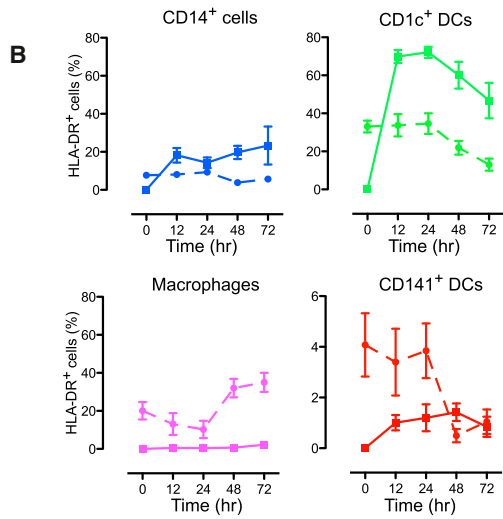 B
CD14⁺ cells
HLA-DR⁺ cells (%)
80
60
40
20
0
0 12 24 48 72
Time (hr)
CD1c⁺ DCs
80
60
40
20
0
0 12 24 48 72
Time (hr)
Macrophages
HLA-DR⁺ cells (%)
80
60
40
20
0
0 12 24 48 72
Time (hr)
CD141⁺ DCs
6
4
2
0
0 12 24 48 72
Time (hr)